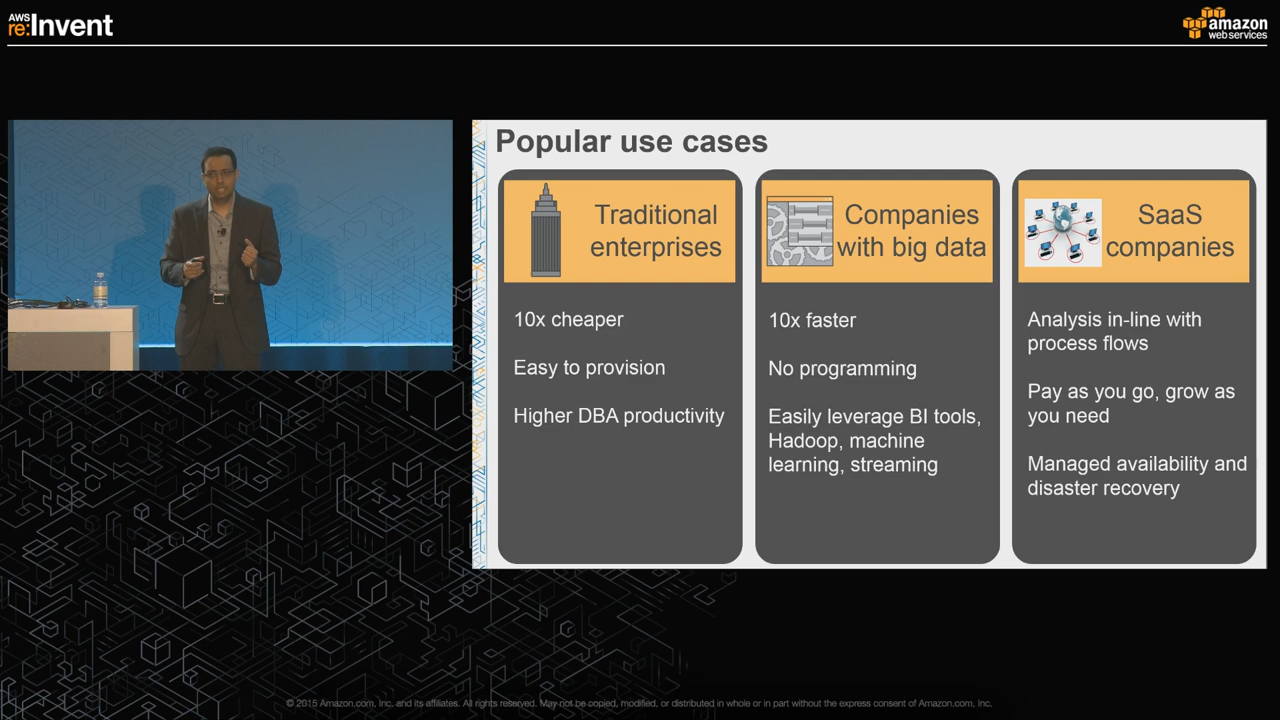 AWS
re:Invent
amazon
web services
Popular use cases
Traditional
enterprises
10x cheaper
Easy to provision
Higher DBA productivity
Companies
with big data
10x faster
No programming
Easily leverage BI tools,
Hadoop, machine
learning, streaming
SaaS
companies
Analysis in-line with
process flows
Pay as you go, grow as
you need
Managed availability and
disaster recovery
© 2015 Amazon.com, Inc. and its affiliates. All rights reserved. May not be copied, modified, or distributed in whole or in part without the express consent of Amazon.com, Inc.